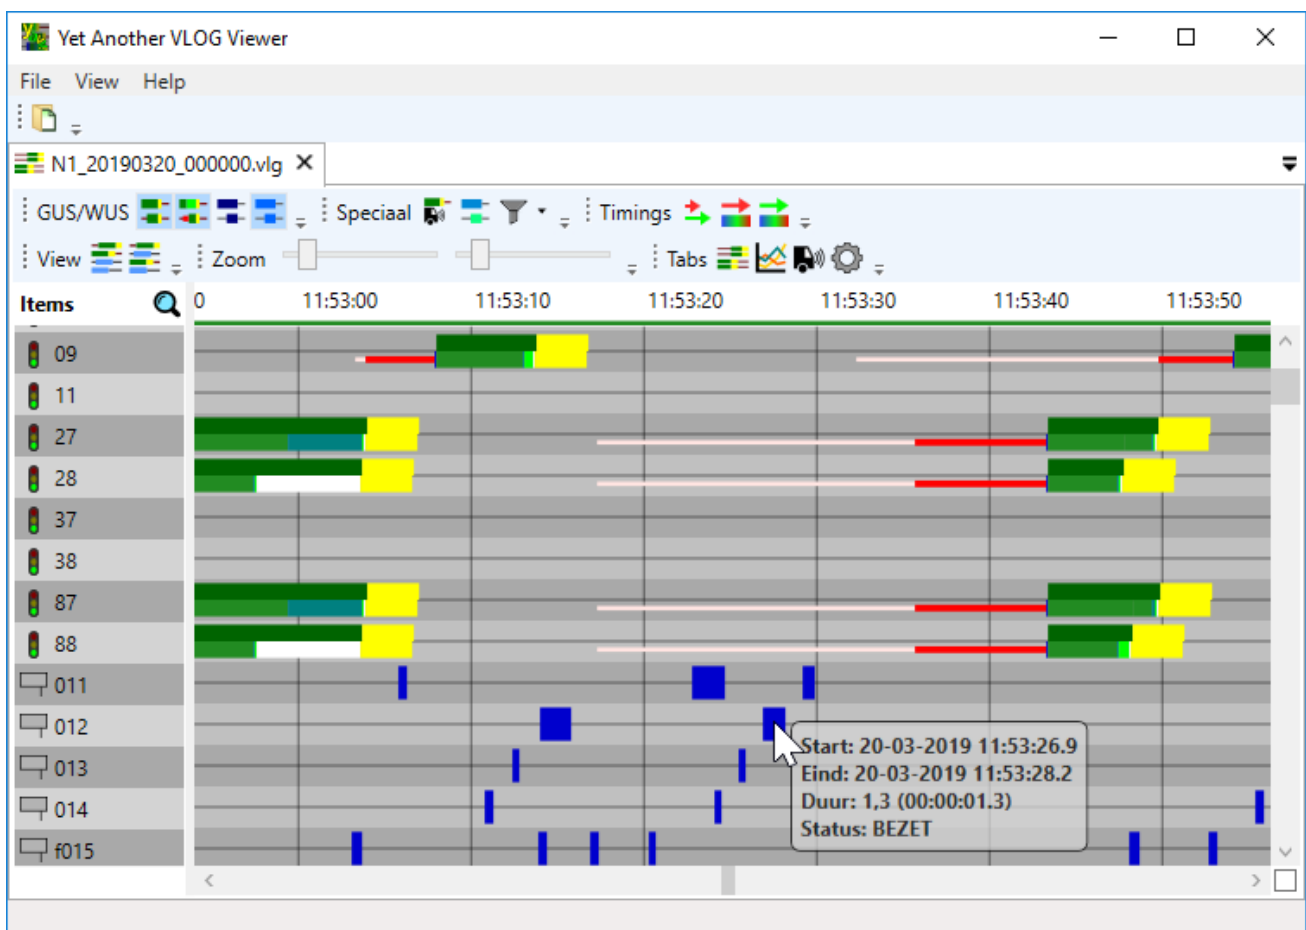 Yet Another VLOG Viewer
File View Help
N1_20190320_000000.vlg
GUS/WUS Speciaal Timings
View Zoom Tabs
Items 0 11:53:00 11:53:10 11:53:20 11:53:30 11:53:40 11:53:50
09
11
27
28
37
38
87
88
011
012
013
014
f015
Start: 20-03-2019 11:53:26.9
Eind: 20-03-2019 11:53:28.2
Duur: 1,3 (00:00:01.3)
Status: BEZET